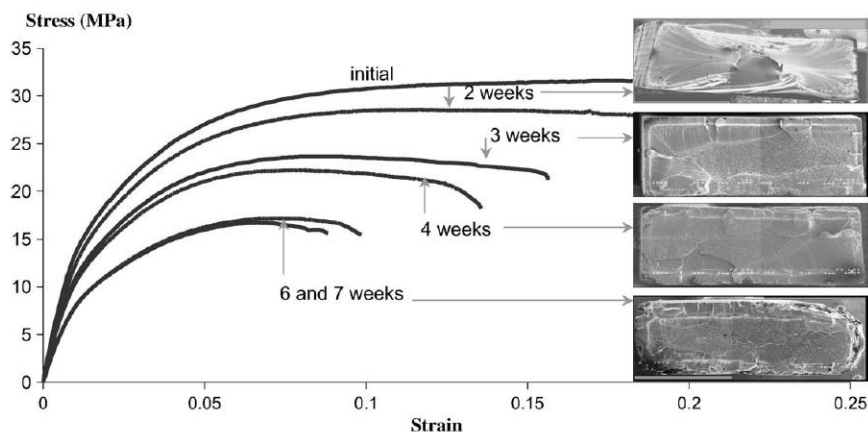 Stress (MPa)
35
30
25
20
15
10
5
0
initial
2 weeks
3 weeks
4 weeks
6 and 7 weeks
0
0.05
0.1
0.15
0.2
0.25
Strain